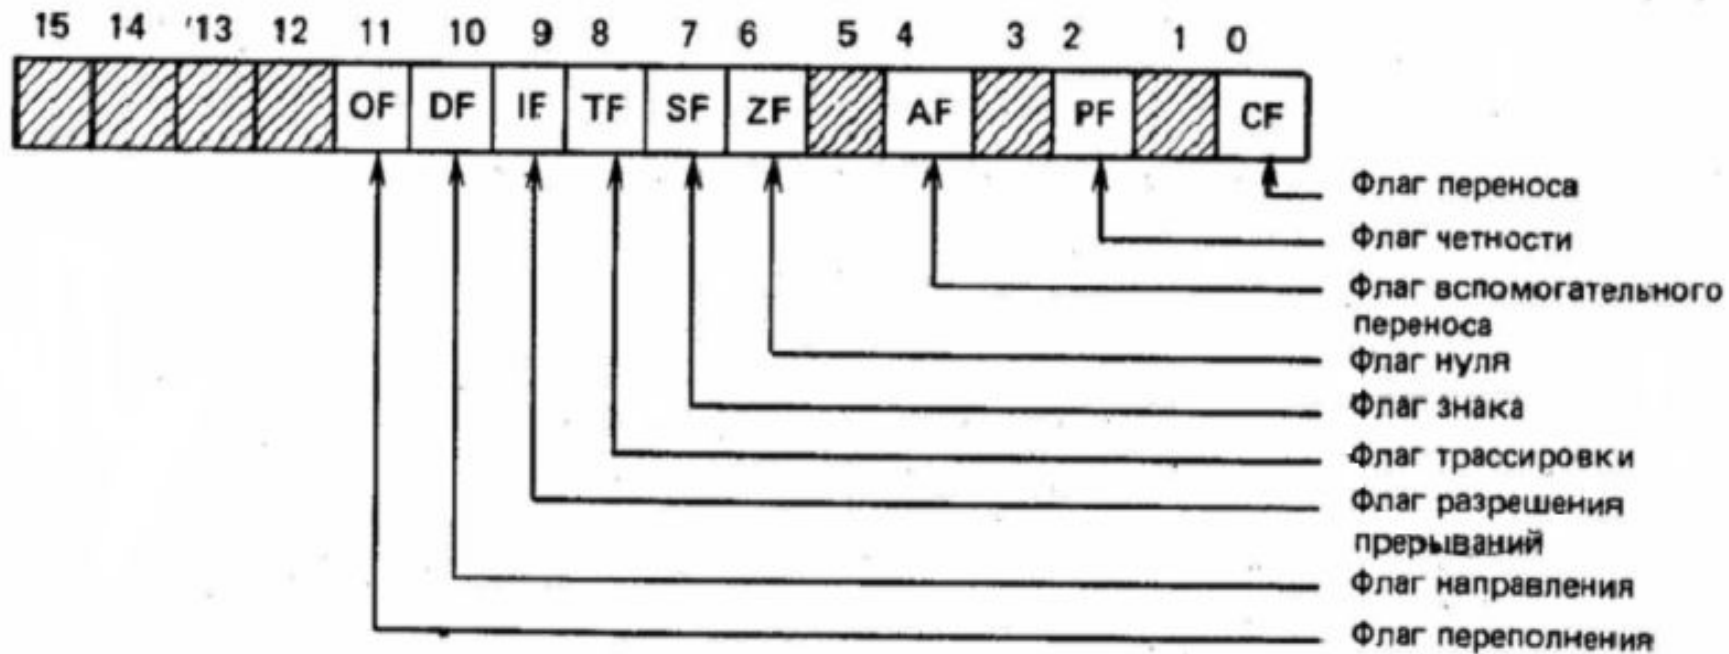 15 14 13 12 11 10 9 8 7 6 5 4 3 2 1 0
OF DF IF TF SF ZF AF PF CF
Флаг переноса
Флаг четности
Флаг вспомогательного
переноса
Флаг нуля
Флаг знака
Флаг трассировки
Флаг разрешения
прерываний
Флаг направления
Флаг переполнения